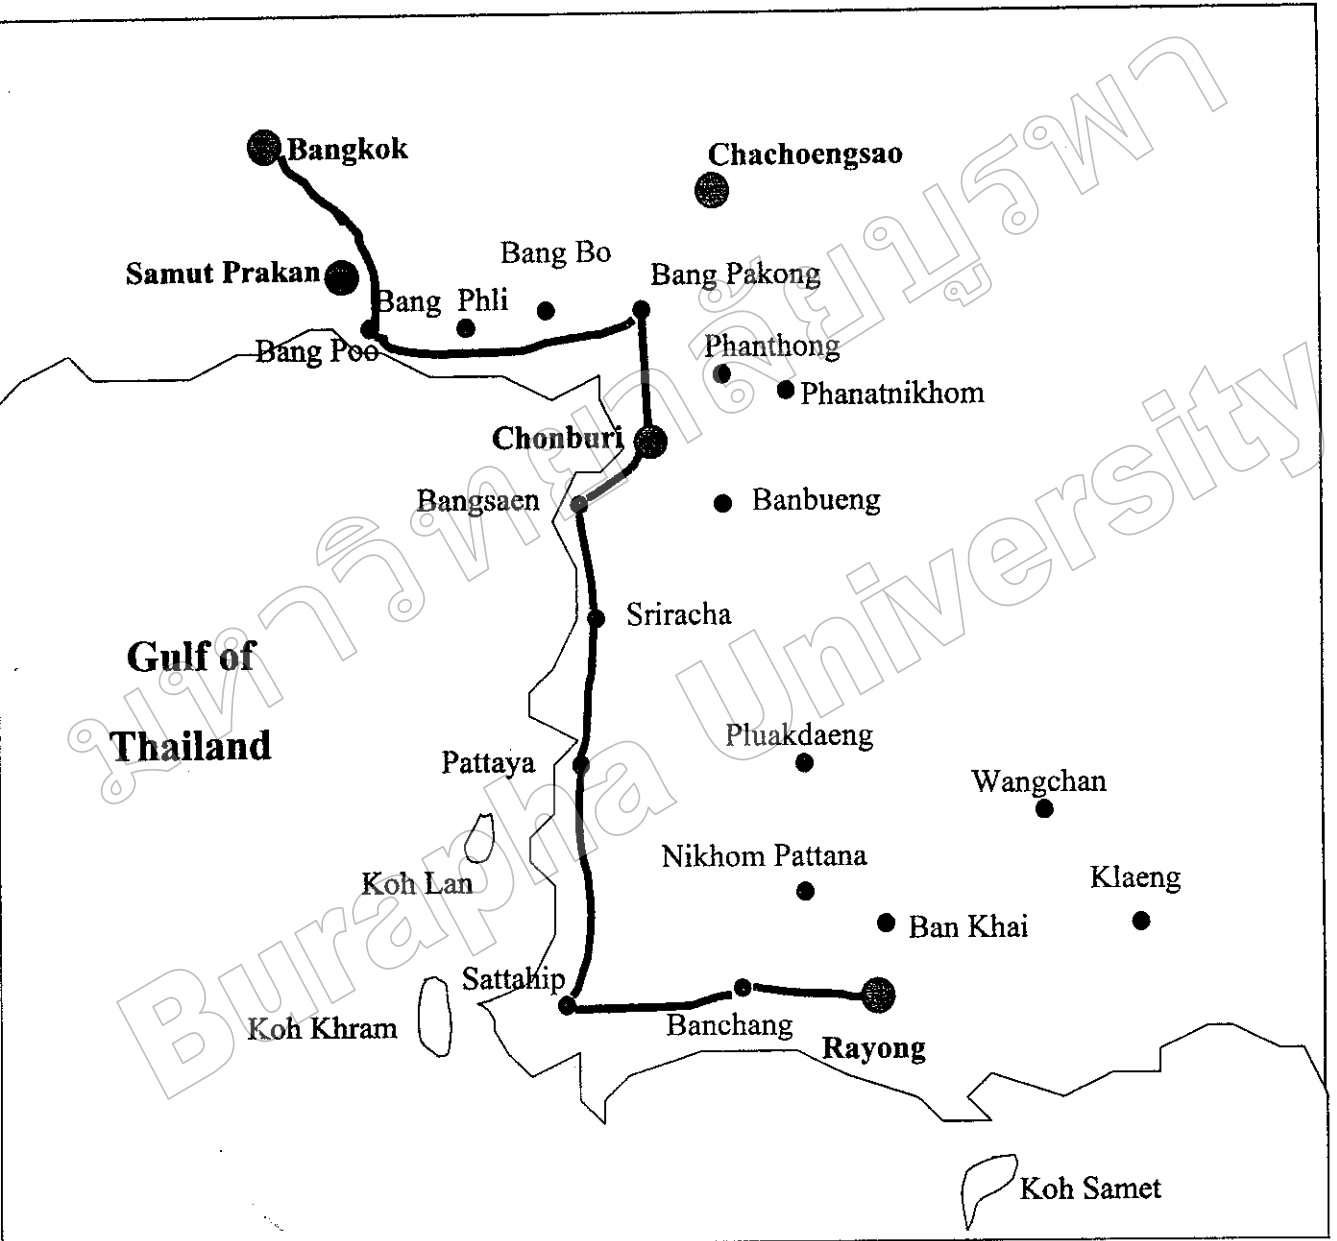 Bangkok
Chachoengsao
Bang Bo
Samut Prakan
Bang Pakong
Bang Phli
Bang Poo
Phanthong
Phanatnikhom
Chonburi
Bangsaen
Banbueng
Sriracha
Gulf of
Thailand
Pluakdaeng
Pattaya
Wangchan
Nikhom Pattana
Koh Lan
Klaeng
Ban Khai
Sattahip
Koh Khram
Banchang
Rayong
Koh Samet
มหาวิทยาลัยบูรพา
Burapha University